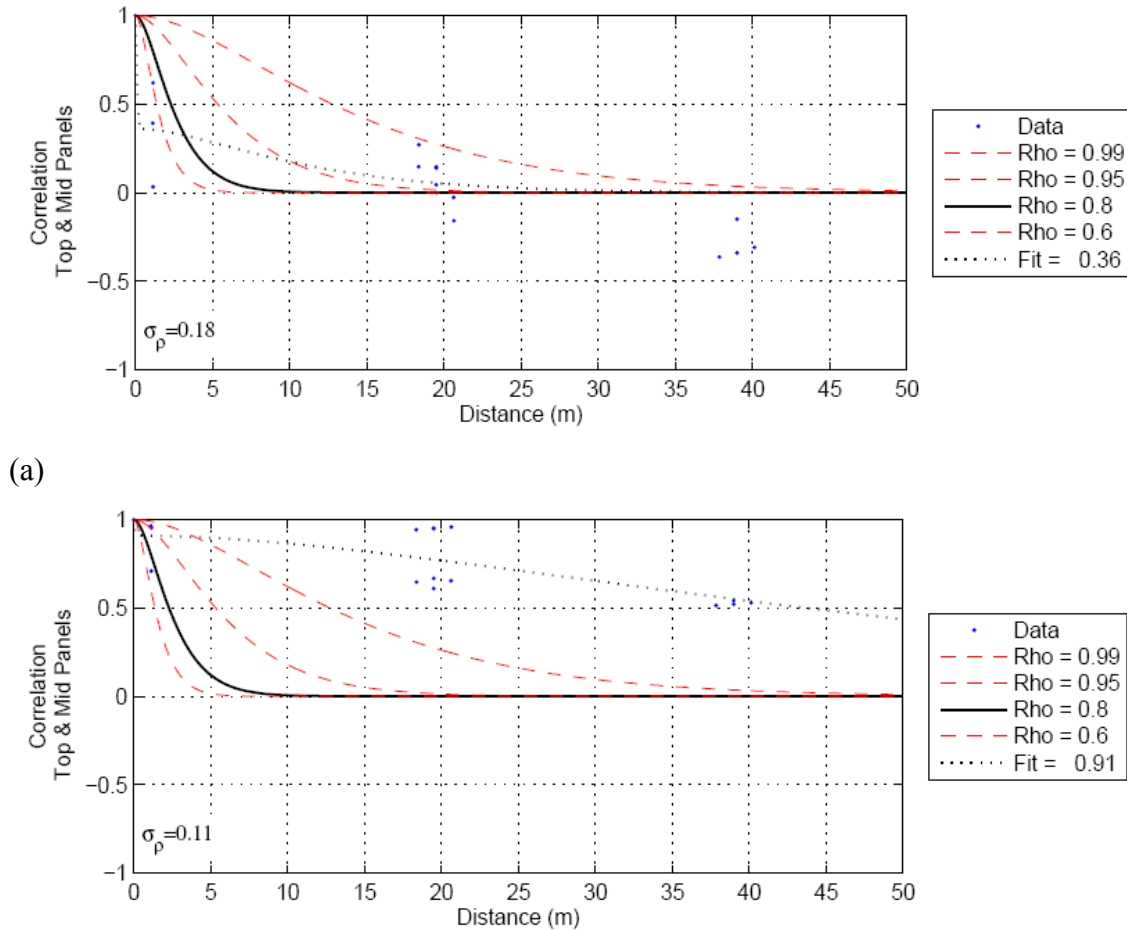 1
0.5
0
−0.5
−1
Correlation
Top & Mid Panels
σρ=0.18
0 5 10 15 20 25 30 35 40 45 50
Distance (m)
Data
Rho = 0.99
Rho = 0.95
Rho = 0.8
Rho = 0.6
Fit = 0.36
(a)
1
0.5
0
−0.5
−1
Correlation
Top & Mid Panels
σρ=0.11
0 5 10 15 20 25 30 35 40 45 50
Distance (m)
Data
Rho = 0.99
Rho = 0.95
Rho = 0.8
Rho = 0.6
Fit = 0.91